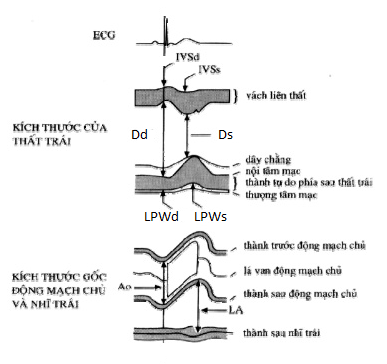 ECG
IVSd
IVSs
vách liên thất
KÍCH THƯỚC CỦA
THẤT TRÁI
Dd
Ds
dây chằng
nội tâm mạc
thành tự do phía sau thất trái
thượng tâm mạc
LPWd
LPWs
thành trước động mạch chủ
KÍCH THƯỚC GỐC
ĐỘNG MẠCH CHỦ
VÀ NHĨ TRÁI
lá van động mạch chủ
Ao
thành sau động mạch chủ
LA
thành sau nhĩ trái